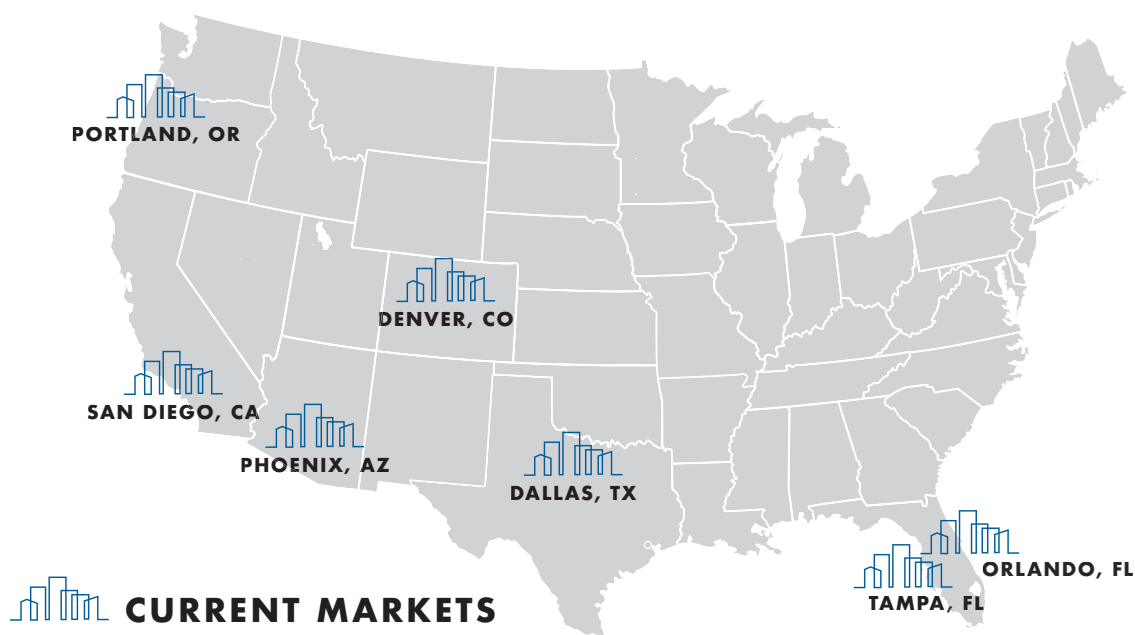 PORTLAND, OR
DENVER, CO
SAN DIEGO, CA
PHOENIX, AZ
DALLAS, TX
ORLANDO, FL
TAMPA, FL
CURRENT MARKETS